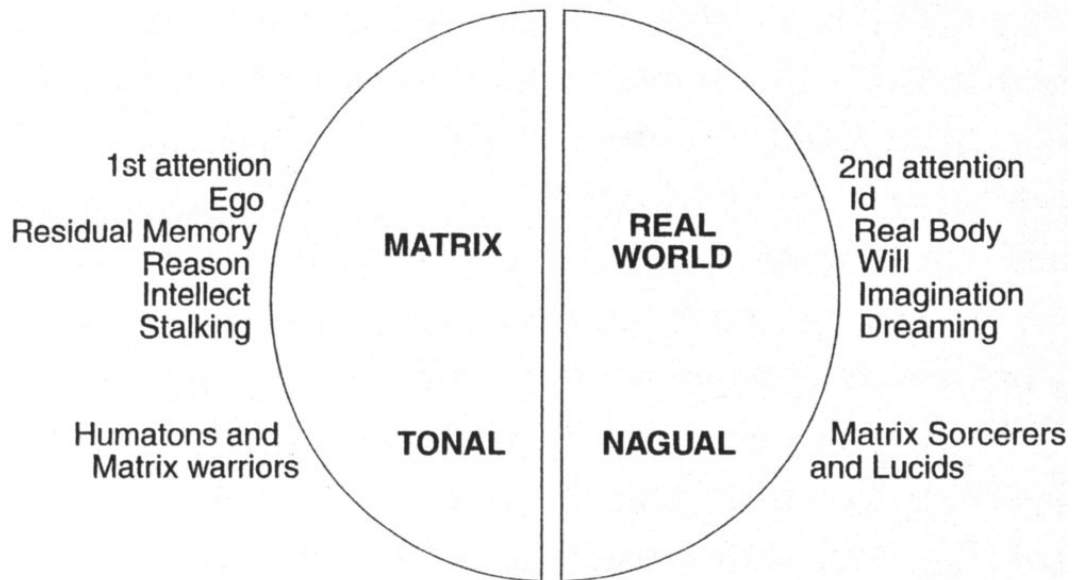 1st attention
Ego
Residual Memory
Reason
Intellect
Stalking
MATRIX
REAL
WORLD
2nd attention
Id
Real Body
Will
Imagination
Dreaming
Humatons and
Matrix warriors
TONAL
NAGUAL
Matrix Sorcerers
and Lucids